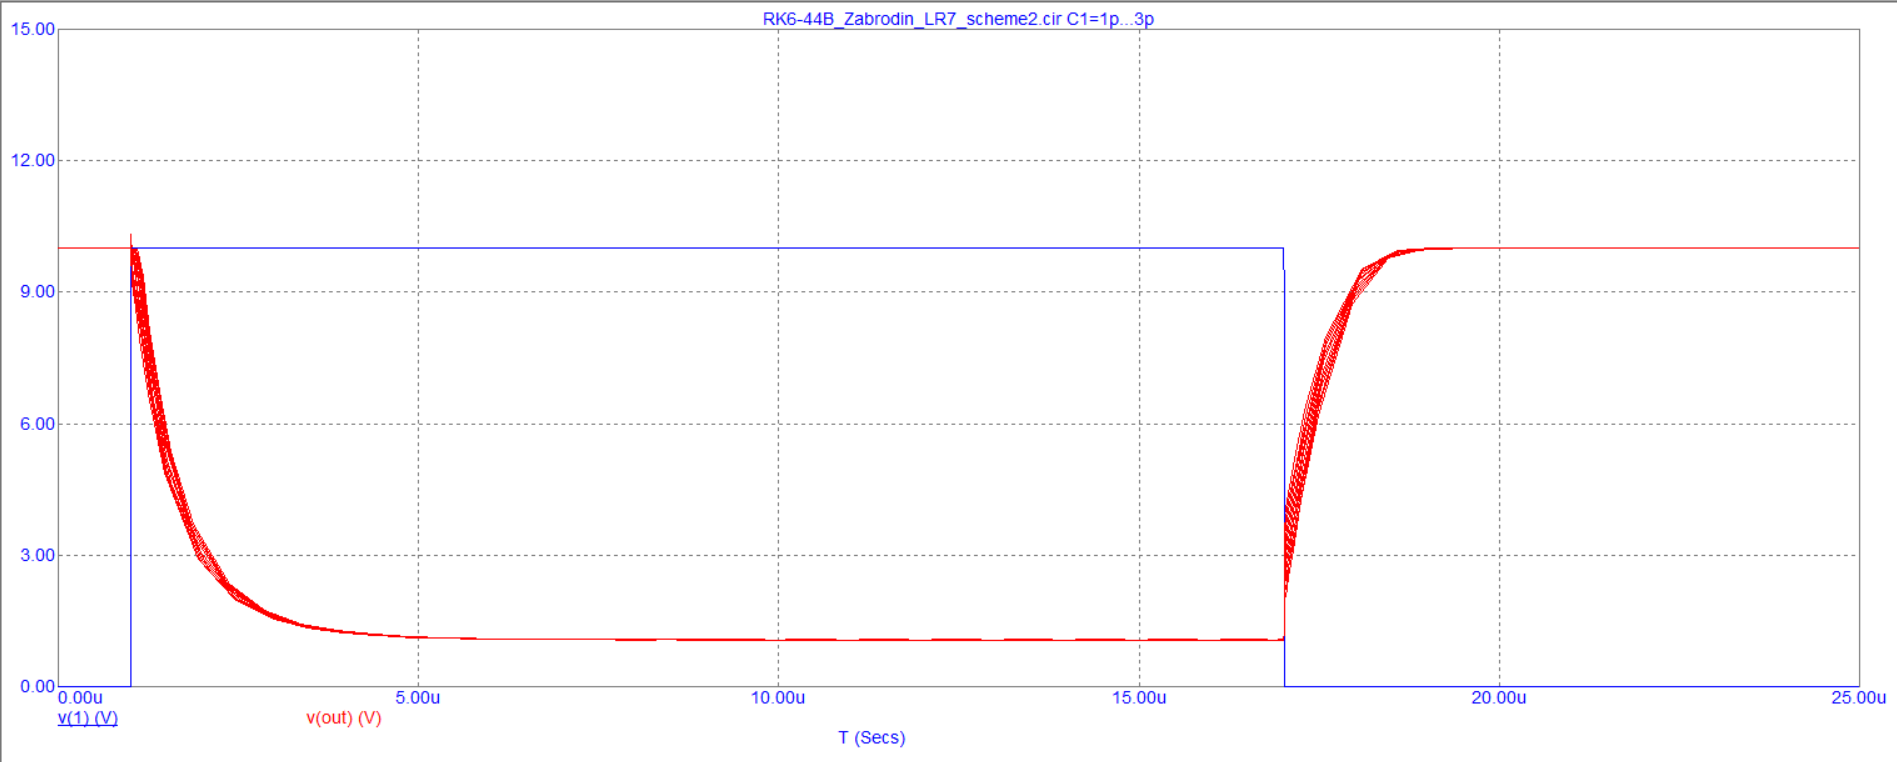 RK6-44B_Zabrodin_LR7_scheme2.cir C1=1p...3p
15.00
12.00
9.00
6.00
3.00
0.00
0.00u 5.00u 10.00u 15.00u 20.00u 25.00u
v(1) (V) v(out) (V)
T (Secs)